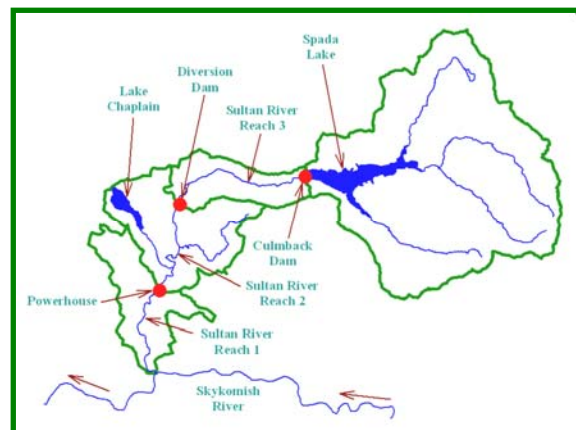 Spada
Lake
Diversion
Dam
Lake
Chaplain
Sultan River
Reach 3
Culmback
Dam
Sultan River
Reach 2
Powerhouse
Sultan River
Reach 1
Skykomish
River